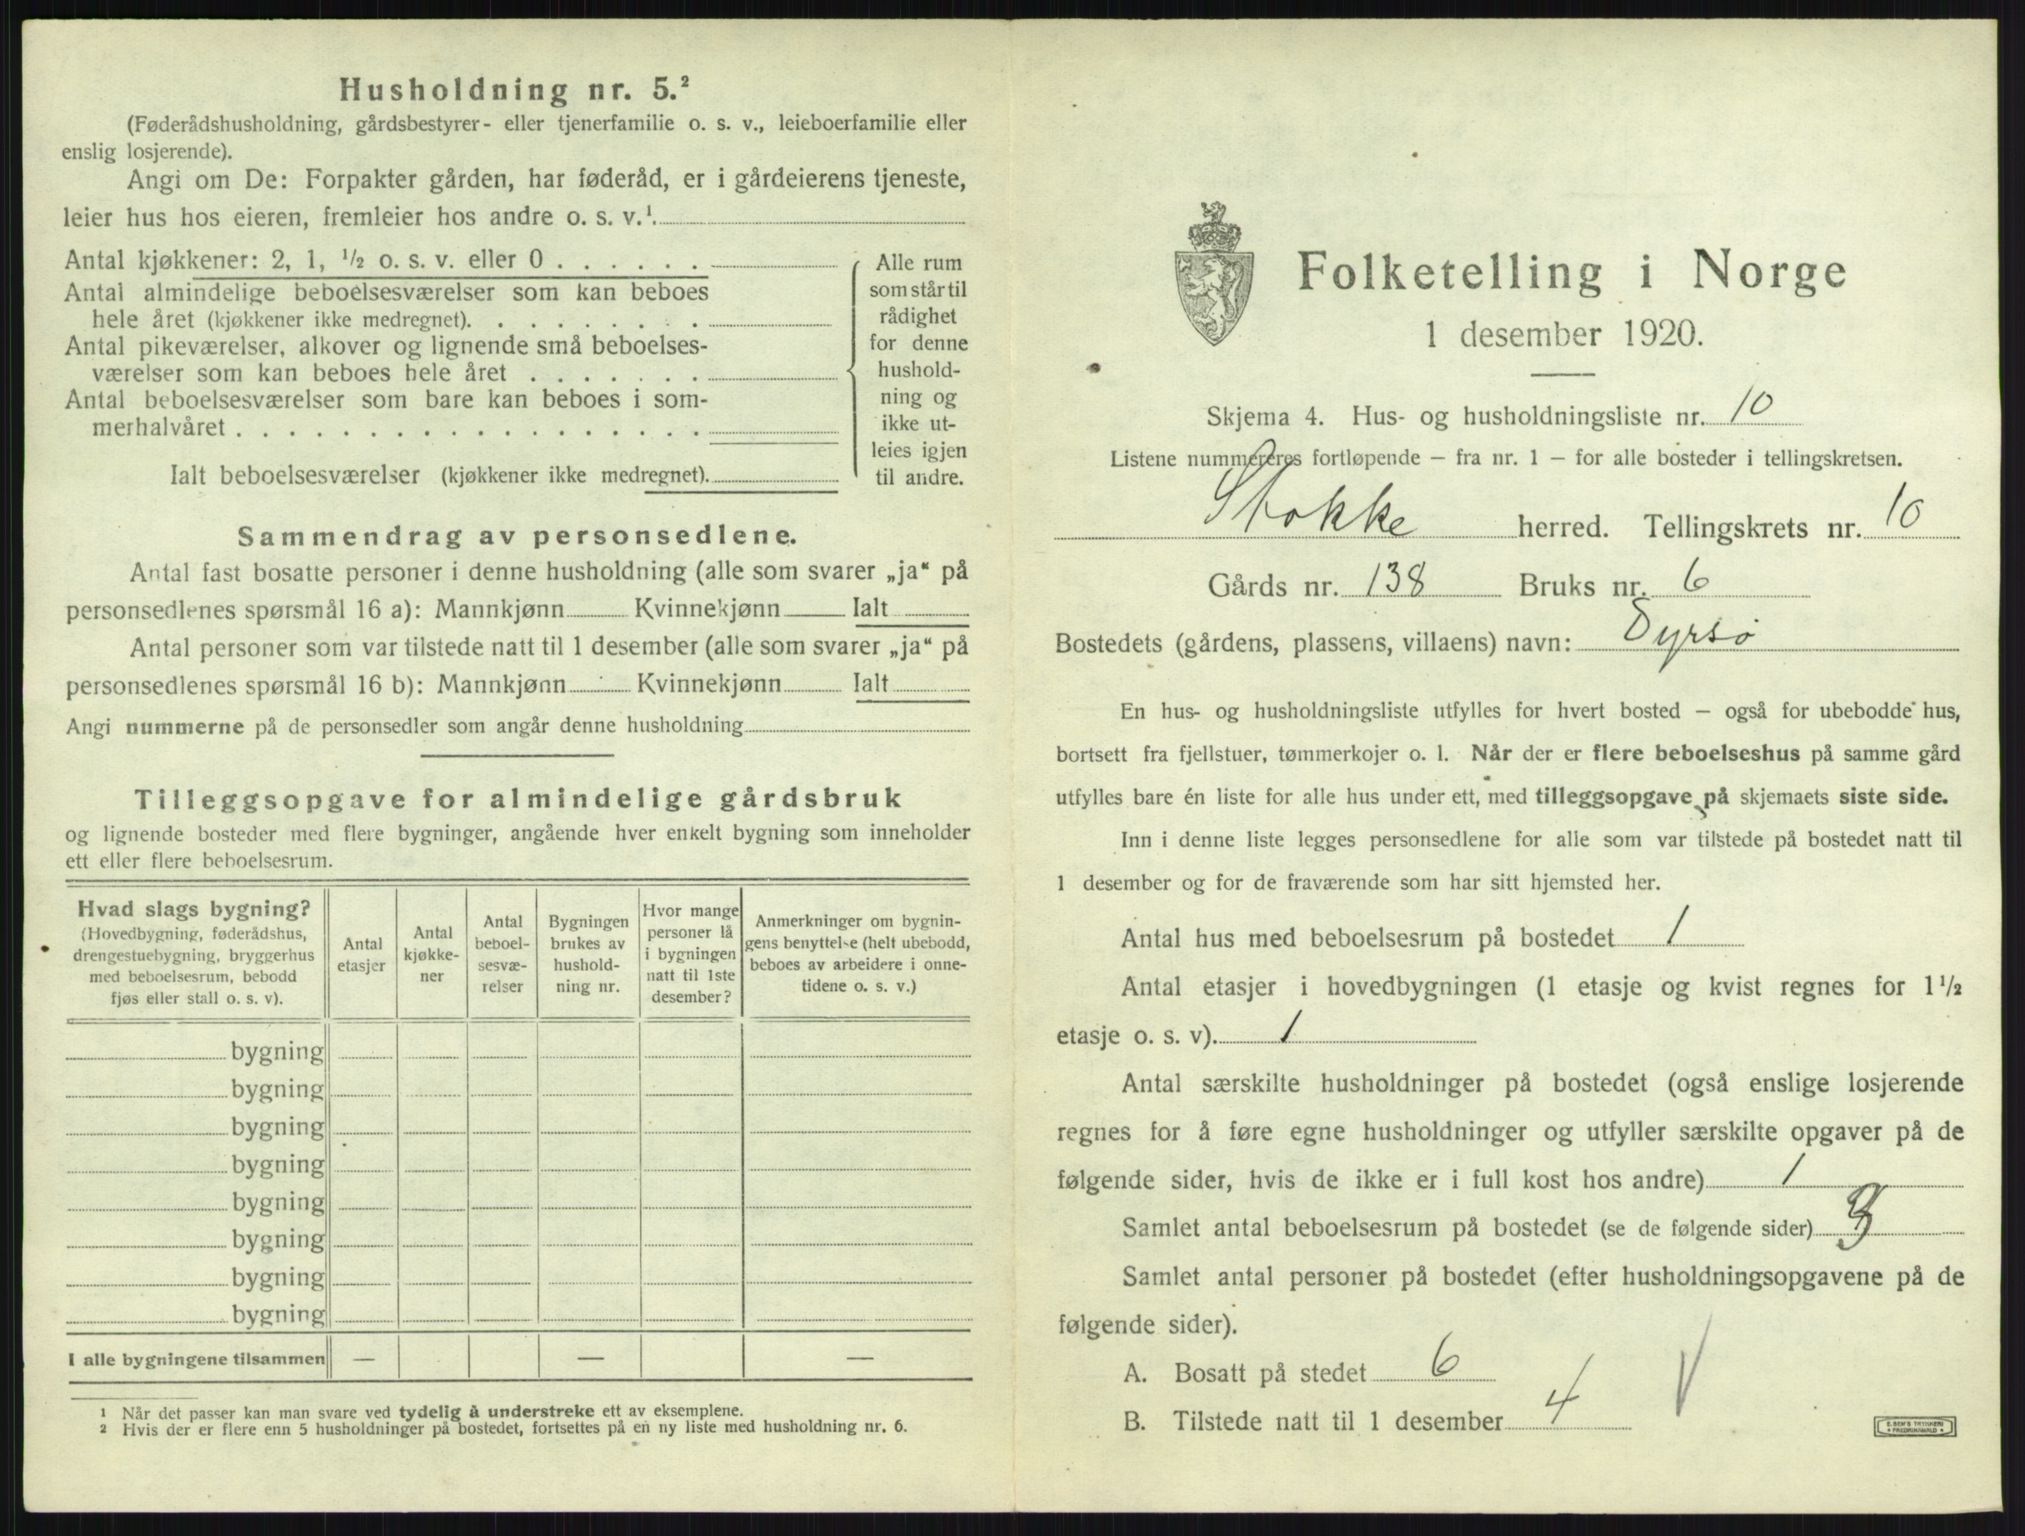 Husholdning nr. 5.²
(Føderådshusholdning, gårdsbestyrer- eller tjenerfamilie o. s. v., leieboerfamilie eller
enslig losjerende).
Angi om De: Forpakter gården, har føderåd, er i gårdeierens tjeneste,
leier hus hos eieren, fremleier hos andre o. s. v.¹.
Antal kjøkkener: 2, 1, ½ o. s. v. eller 0
Antal almindelige beboelsesværelser som kan beboes
hele året (kjøkkener ikke medregnet).
Antal pikeværelser, alkover og lignende små beboelses-
værelser som kan beboes hele året
Antal beboelsesværelser som bare kan beboes i som-
merhalvåret
Ialt beboelsesværelser (kjøkkener ikke medregnet).
Alle rum
som står til
rådighet
for denne
hushold-
ning og
ikke ut-
leies igjen
til andre.
Sammendrag av personsedlene.
Antal fast bosatte personer i denne husholdning (alle som svarer „ja“ på
personsedlenes spørsmål 16 a): Mannkjønn Kvinnekjønn Ialt
Antal personer som var tilstede natt til 1 desember (alle som svarer „ja“ på
personsedlenes spørsmål 16 b): Mannkjønn Kvinnekjønn Ialt
Angi nummerne på de personsedler som angår denne husholdning
Tilleggsopgave for almindelige gårdsbruk
og lignende bosteder med flere bygninger, angående hver enkelt bygning som inneholder
ett eller flere beboelsesrum.
Hvad slags bygning?
(Hovedbygning, føderådshus,
drengestuebygning, bryggerhus
med beboelsesrum, bebodd
fjøs eller stall o. s. v).
Antal
etasjer
Antal
kjøkke-
ner
Antal
beboel-
sesvæ-
relser
Bygningen
brukes av
hushold-
ning nr.
Hvor mange
personer lå
i bygningen
natt til 1ste
desember?
Anmerkninger om bygnin-
gens benyttelse (helt ubebodd,
beboes av arbeidere i onne-
tidene o. s. v.)
bygning
bygning
bygning
bygning
bygning
bygning
bygning
bygning
I alle bygningene tilsammen — — —
1 Når det passer kan man svare ved tydelig å understreke ett av eksemplene.
2 Hvis der er flere enn 5 husholdninger på bostedet, fortsettes på en ny liste med husholdning nr. 6.
Folketelling i Norge
1 desember 1920.
Skjema 4. Hus- og husholdningsliste nr. 10
Listene nummereres fortløpende – fra nr. 1 – for alle bosteder i tellingskretsen.
Stokke herred. Tellingskrets nr. 10
Gårds nr. 138 Bruks nr. 6
Bostedets (gårdens, plassens, villaens) navn: Dyrsø
En hus- og husholdningsliste utfylles for hvert bosted – også for ubebodde hus,
bortsett fra fjellstuer, tømmerkojer o. l. Når der er flere beboelseshus på samme gård
utfylles bare én liste for alle hus under ett, med tilleggsopgave på skjemaets siste side.
Inn i denne liste legges personsedlene for alle som var tilstede på bostedet natt til
1 desember og for de fraværende som har sitt hjemsted her.
Antal hus med beboelsesrum på bostedet 1
Antal etasjer i hovedbygningen (1 etasje og kvist regnes for 1½
etasje o. s. v). 1
Antal særskilte husholdninger på bostedet (også enslige losjerende
regnes for å føre egne husholdninger og utfyller særskilte opgaver på de
følgende sider, hvis de ikke er i full kost hos andre) 1
Samlet antal beboelsesrum på bostedet (se de følgende sider) 3
Samlet antal personer på bostedet (efter husholdningsopgavene på de
følgende sider).
A. Bosatt på stedet 6
B. Tilstede natt til 1 desember 4